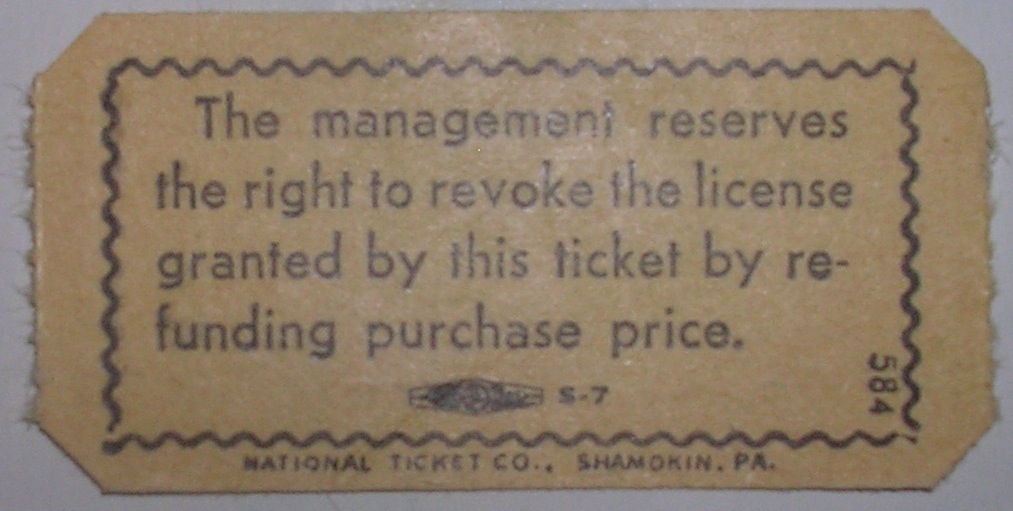 The management reserves
the right to revoke the license
granted by this ticket by re-
funding purchase price.
S-7
584
NATIONAL TICKET CO., SHAMOKIN, PA.